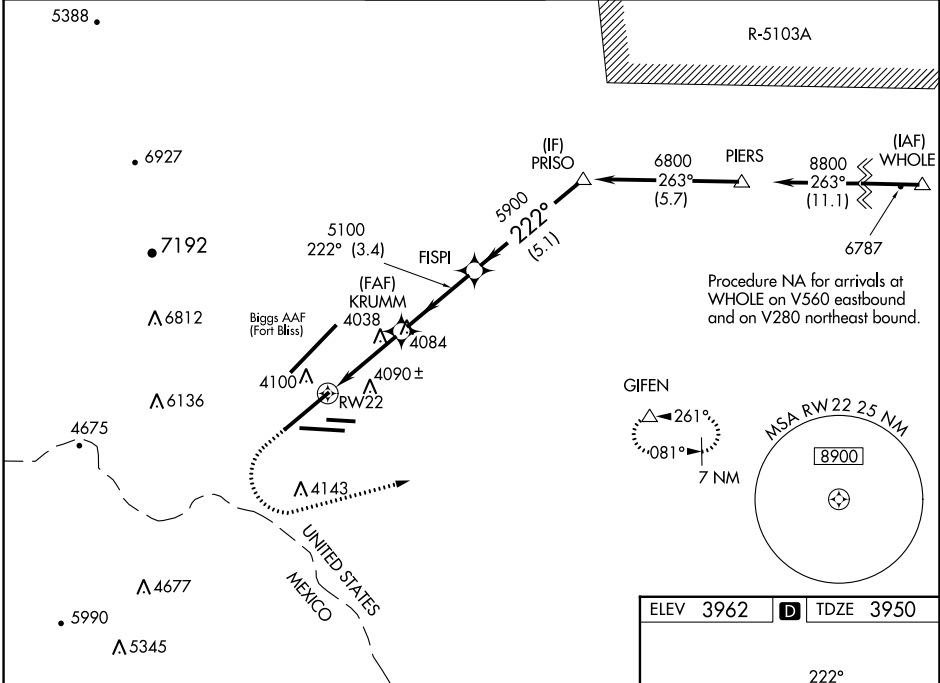 5388
R-5103A
6927
(IF)
PRISO
6800
263°
(5.7)
PIERS
8800
263°
(11.1)
(IAF)
WHOLE
6787
5900
222°
(5.1)
5100
222° (3.4)
FISPI
7192
Procedure NA for arrivals at
WHOLE on V560 eastbound
and on V280 northeast bound.
(FAF)
KRUMM
4038
4084
6812
Biggs AAF
(Fort Bliss)
4100
4090±
RW22
6136
GIFEN
261°
081°
7 NM
MSA RW 22 25 NM
8900
4675
4143
UNITED STATES
MEXICO
4677
5990
5345
ELEV 3962 D TDZE 3950
222°